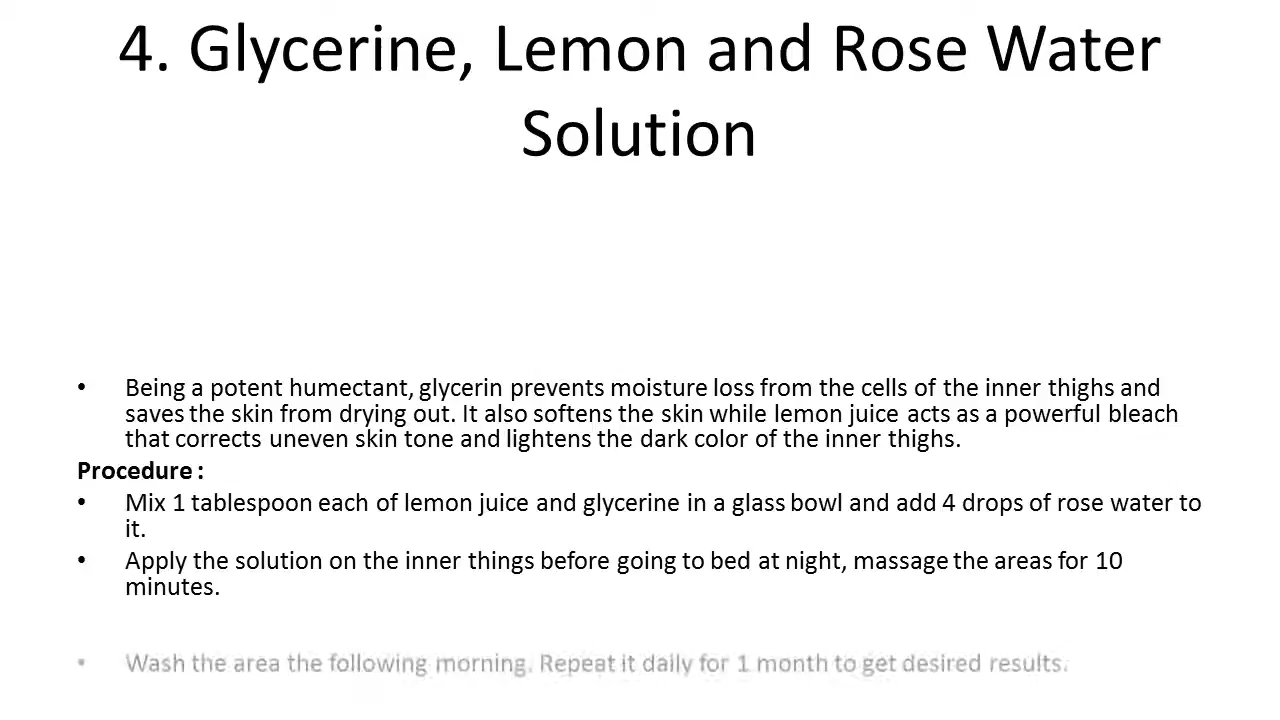 4. Glycerine, Lemon and Rose Water
Solution
• Being a potent humectant, glycerin prevents moisture loss from the cells of the inner thighs and
saves the skin from drying out. It also softens the skin while lemon juice acts as a powerful bleach
that corrects uneven skin tone and lightens the dark color of the inner thighs.
Procedure :
• Mix 1 tablespoon each of lemon juice and glycerine in a glass bowl and add 4 drops of rose water to
it.
• Apply the solution on the inner things before going to bed at night, massage the areas for 10
minutes.
• Wash the area the following morning. Repeat it daily for 1 month to get desired results.